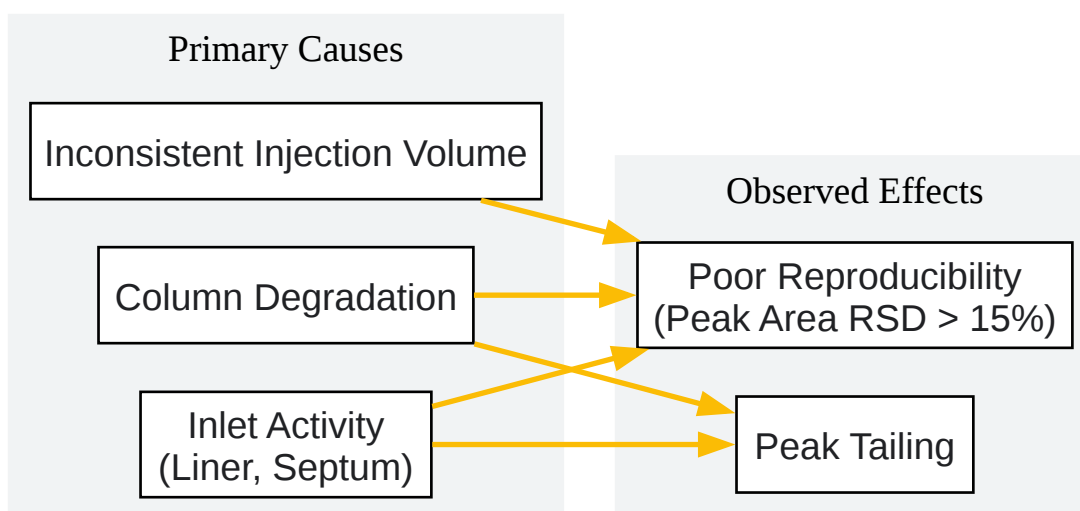 Primary Causes
Inconsistent Injection Volume
Column Degradation
Inlet Activity
(Liner, Septum)
Observed Effects
Poor Reproducibility
(Peak Area RSD > 15%)
Peak Tailing